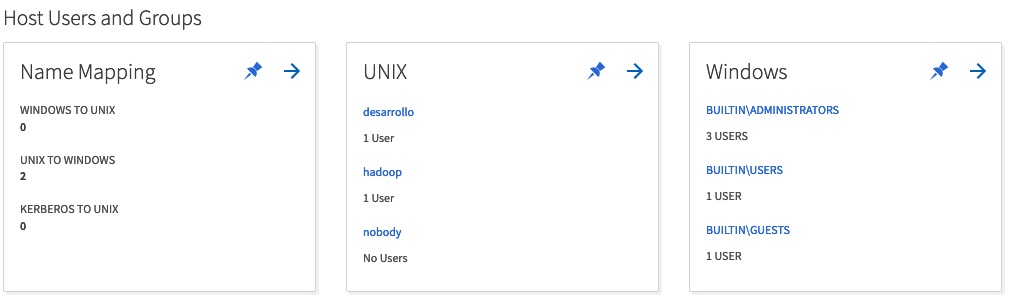 Host Users and Groups
Name Mapping
WINDOWS TO UNIX
0
UNIX TO WINDOWS
2
KERBEROS TO UNIX
0
UNIX
desarrollo
1 User
hadoop
1 User
nobody
No Users
Windows
BUILTIN\ADMINISTRATORS
3 USERS
BUILTIN\USERS
1 USER
BUILTIN\GUESTS
1 USER